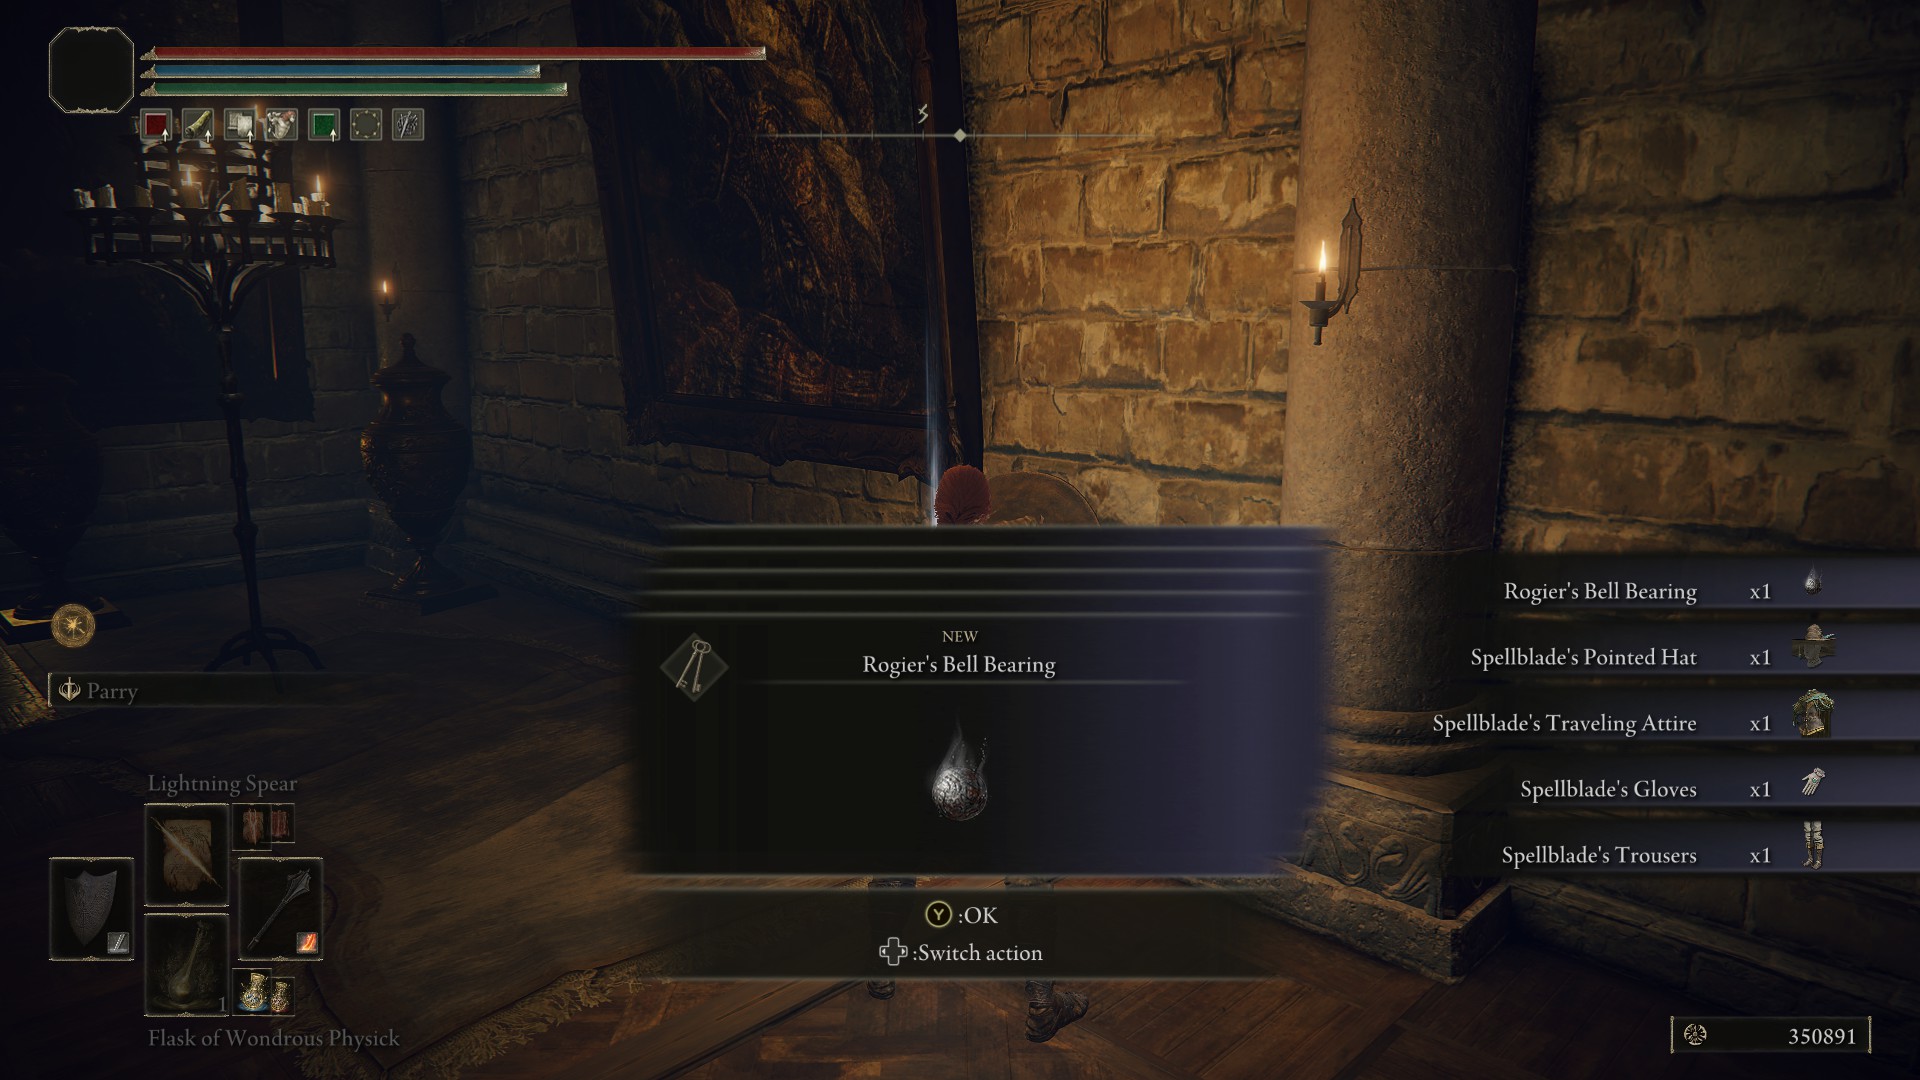 Parry
Lightning Spear
1
Flask of Wondrous Physick
NEW
Rogier's Bell Bearing
Y :OK
:Switch action
Rogier's Bell Bearing x1
Spellblade's Pointed Hat x1
Spellblade's Traveling Attire x1
Spellblade's Gloves x1
Spellblade's Trousers x1
350891